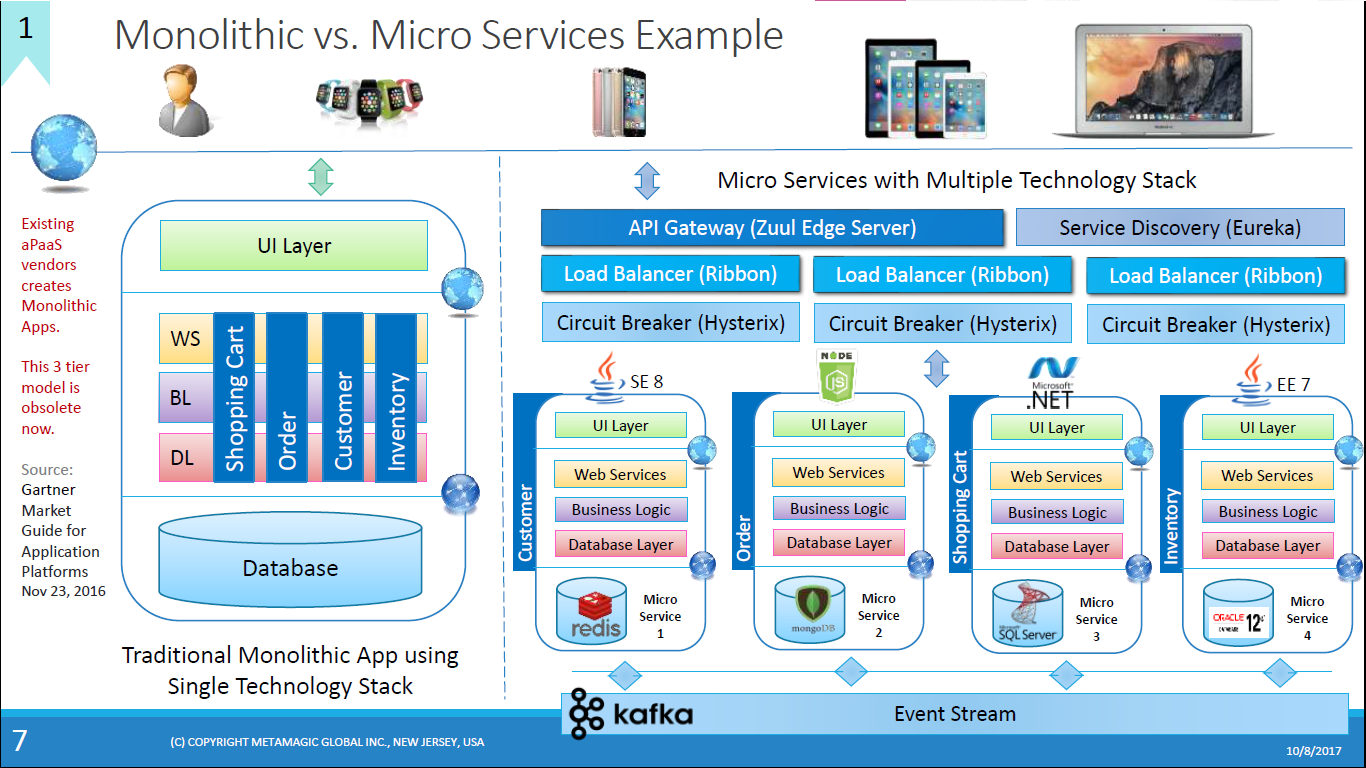 1
Monolithic vs. Micro Services Example
Existing
aPaaS
vendors
creates
Monolithic
Apps.
This 3 tier
model is
obsolete
now.
Source:
Gartner
Market
Guide for
Application
Platforms
Nov 23, 2016
UI Layer
WS
BL
DL
Shopping Cart
Order
Customer
Inventory
Database
Traditional Monolithic App using
Single Technology Stack
Micro Services with Multiple Technology Stack
API Gateway (Zuul Edge Server)
Service Discovery (Eureka)
Load Balancer (Ribbon)
Load Balancer (Ribbon)
Load Balancer (Ribbon)
Circuit Breaker (Hysterix)
Circuit Breaker (Hysterix)
Circuit Breaker (Hysterix)
SE 8
Customer
UI Layer
Web Services
Business Logic
Database Layer
redis
Micro
Service
1
NODE
JS
Order
UI Layer
Web Services
Business Logic
Database Layer
mongoDB
Micro
Service
2
Microsoft
.NET
Shopping Cart
UI Layer
Web Services
Business Logic
Database Layer
Microsoft
SQL Server
Micro
Service
3
EE 7
Inventory
UI Layer
Web Services
Business Logic
Database Layer
ORACLE
12c
Micro
Service
4
kafka
Event Stream
7
(C) COPYRIGHT METAMAGIC GLOBAL INC., NEW JERSEY, USA
10/8/2017